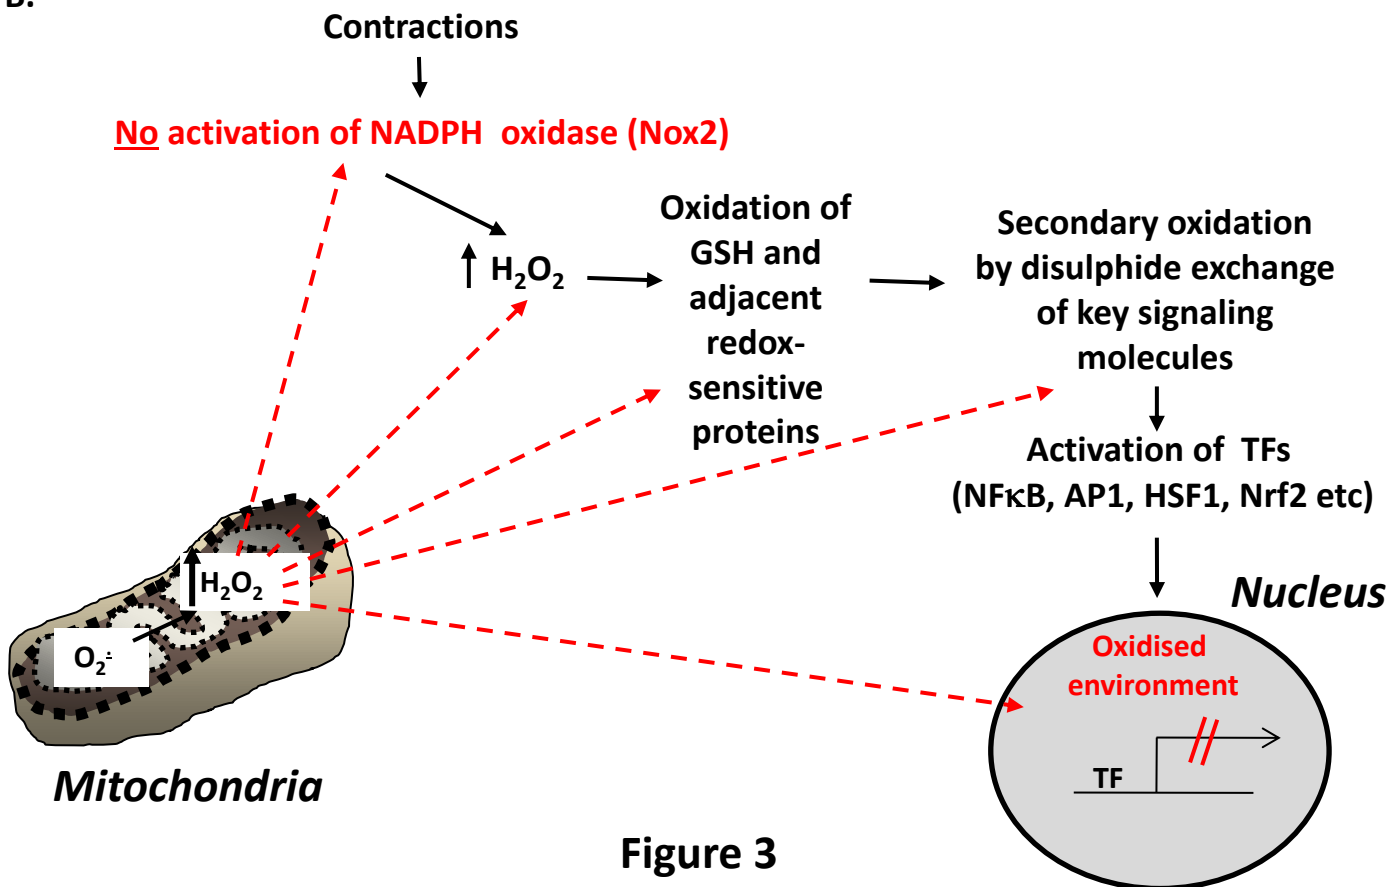 B.
Contractions
No activation of NADPH oxidase (Nox2)
Oxidation of
GSH and
adjacent
redox-
sensitive
proteins
Secondary oxidation
by disulphide exchange
of key signaling
molecules
H₂O₂
Activation of TFs
(NFκB, AP1, HSF1, Nrf2 etc)
H₂O₂
O₂∸
Nucleus
Oxidised
environment
TF
Mitochondria
Figure 3